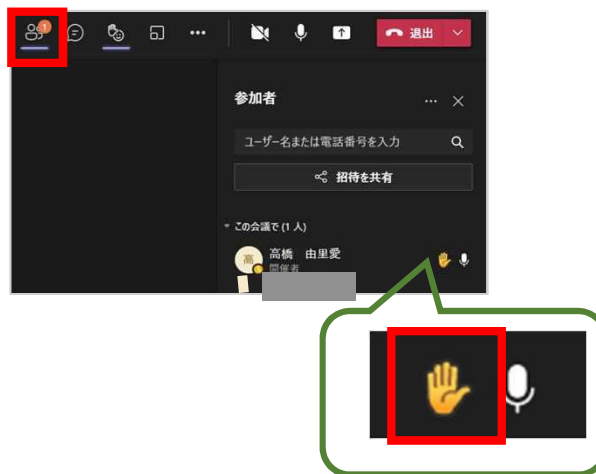 1
退出
参加者
ユーザー名または電話番号を入力
招待を共有
この会議で (1 人)
高
高橋 由里愛
開催者